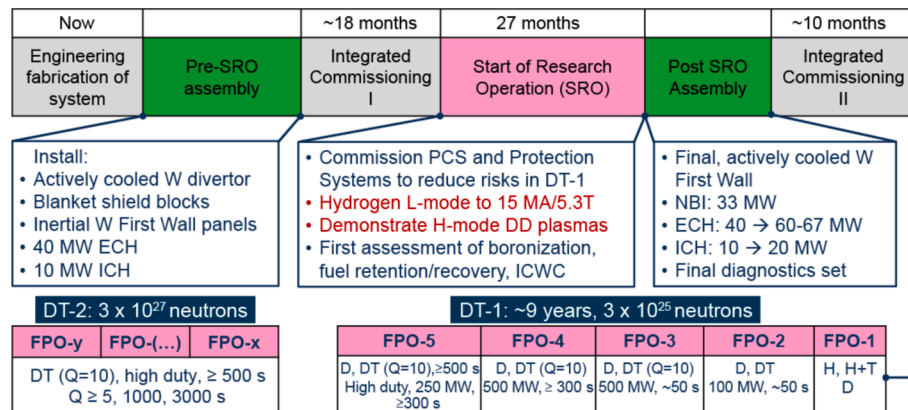 Now
~18 months
27 months
~10 months
Engineering
fabrication of
system
Pre-SRO
assembly
Integrated
Commissioning
I
Start of Research
Operation (SRO)
Post SRO
Assembly
Integrated
Commissioning
II
Install:
• Actively cooled W divertor
• Blanket shield blocks
• Inertial W First Wall panels
• 40 MW ECH
• 10 MW ICH
• Commission PCS and Protection
Systems to reduce risks in DT-1
• Hydrogen L-mode to 15 MA/5.3T
• Demonstrate H-mode DD plasmas
• First assessment of boronization,
fuel retention/recovery, ICWC
• Final, actively cooled W
First Wall
• NBI: 33 MW
• ECH: 40 → 60-67 MW
• ICH: 10 → 20 MW
• Final diagnostics set
DT-2: 3 x 10²⁷ neutrons
FPO-y FPO-(...) FPO-x
DT (Q=10), high duty, ≥ 500 s
Q ≥ 5, 1000, 3000 s
DT-1: ~9 years, 3 x 10²⁵ neutrons
FPO-5 FPO-4 FPO-3 FPO-2 FPO-1
D, DT (Q=10),≥500 s
High duty, 250 MW,
≥300 s
D, DT (Q=10)
500 MW, ≥ 300 s
D, DT (Q=10)
500 MW, ~50 s
D, DT
100 MW, ~50 s
H, H+T
D